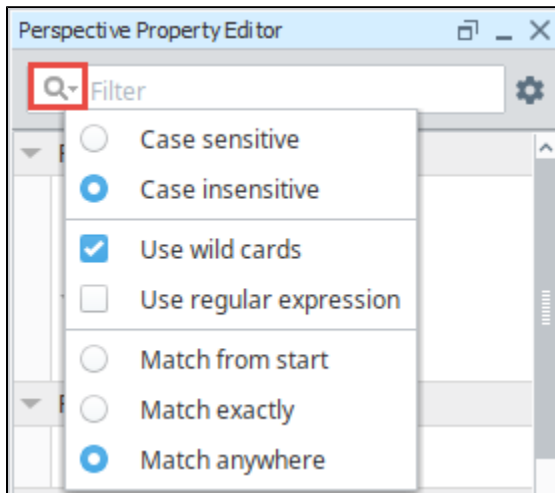 Perspective Property Editor
Filter
Case sensitive
Case insensitive
Use wild cards
Use regular expression
Match from start
Match exactly
Match anywhere